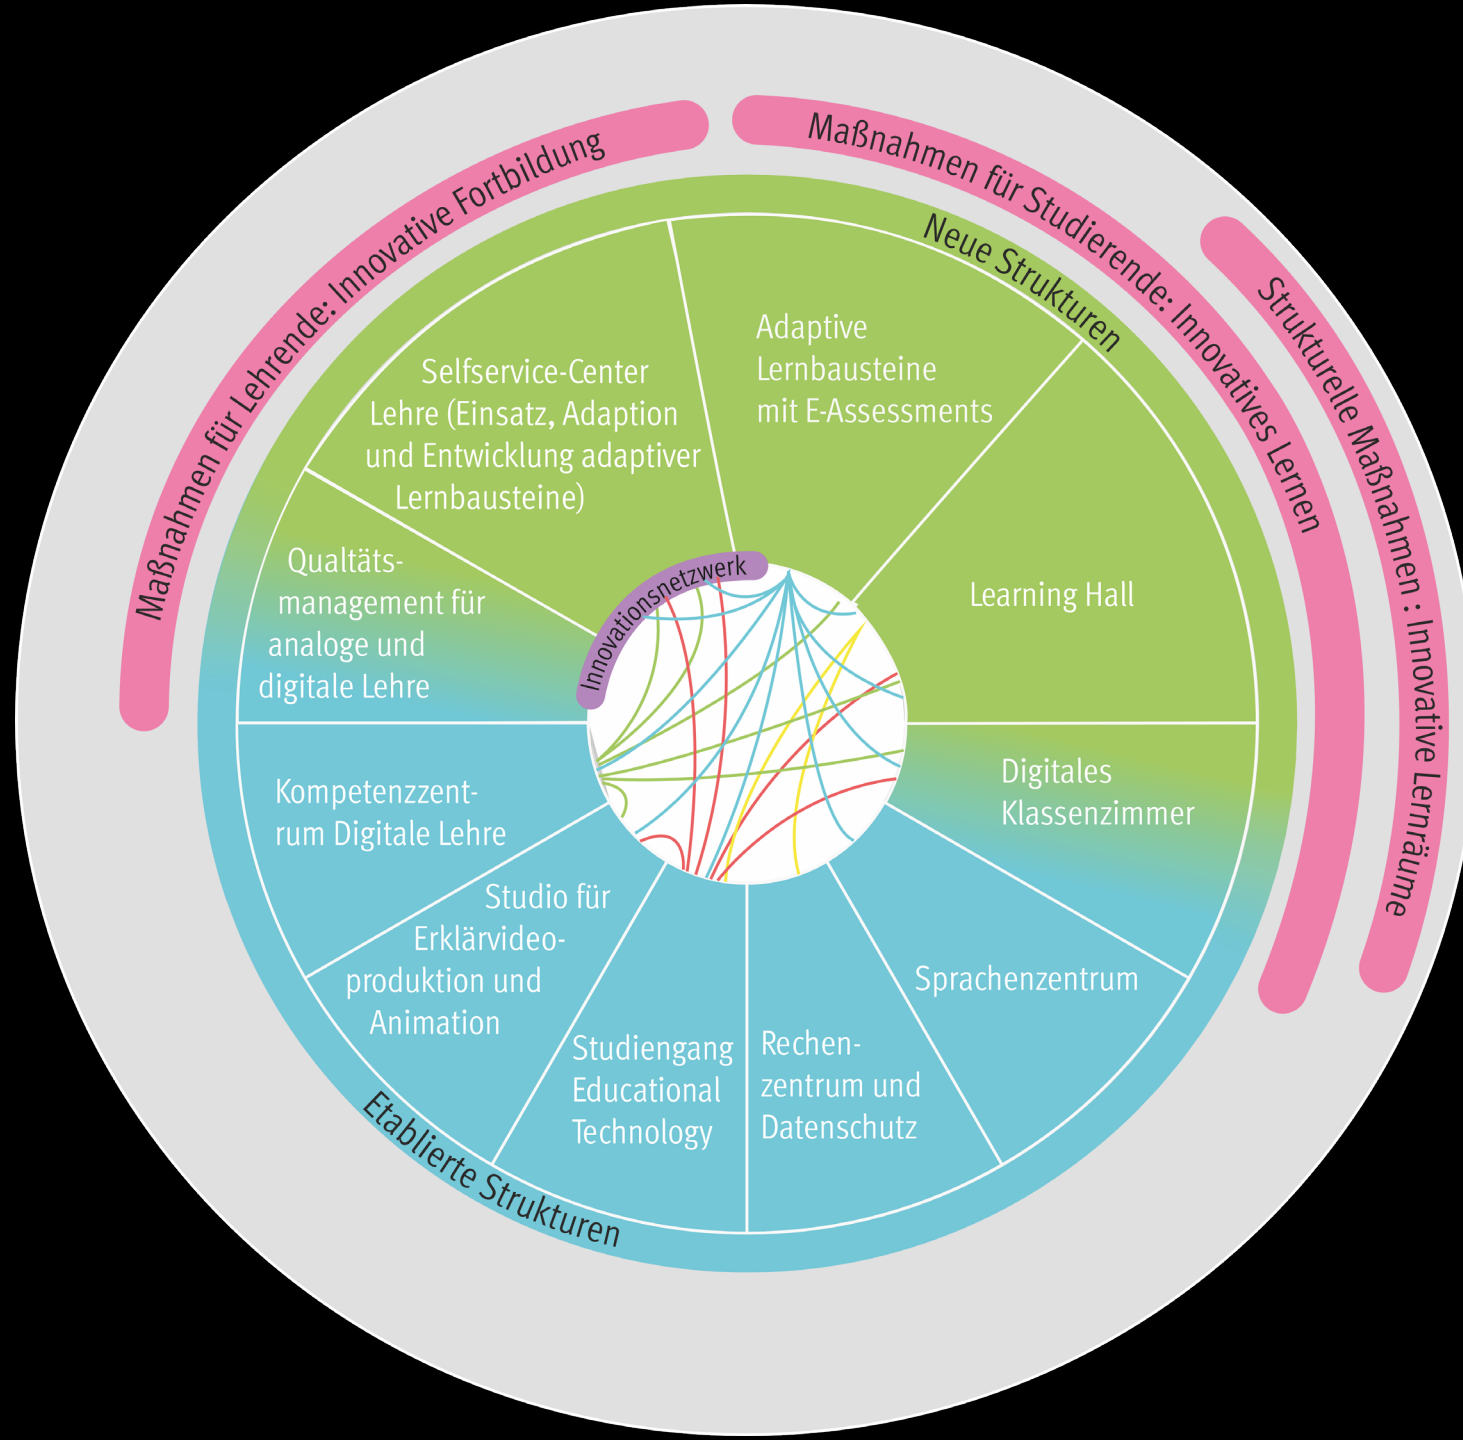 Maßnahmen für Lehrende: Innovative Fortbildung
Maßnahmen für Studierende: Innovatives Lernen
Strukturelle Maßnahmen : Innovative Lernräume
Neue Strukturen
Adaptive
Lernbausteine
mit E-Assessments
Selfservice-Center
Lehre (Einsatz, Adaption
und Entwicklung adaptiver
Lernbausteine)
Qualtäts-
management für
analoge und
digitale Lehre
Innovationsnetzwerk
Learning Hall
Digitales
Klassenzimmer
Kompetenzzent-
rum Digitale Lehre
Studio für
Erklärvideo-
produktion und
Animation
Studiengang
Educational
Technology
Rechen-
zentrum und
Datenschutz
Sprachenzentrum
Etablierte Strukturen